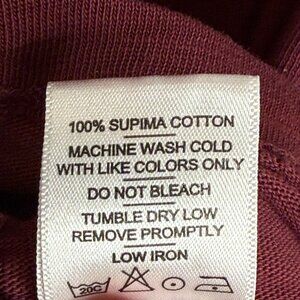 100% SUPIMA COTTON
MACHINE WASH COLD
WITH LIKE COLORS ONLY
DO NOT BLEACH
TUMBLE DRY LOW
REMOVE PROMPTLY
LOW IRON
20C